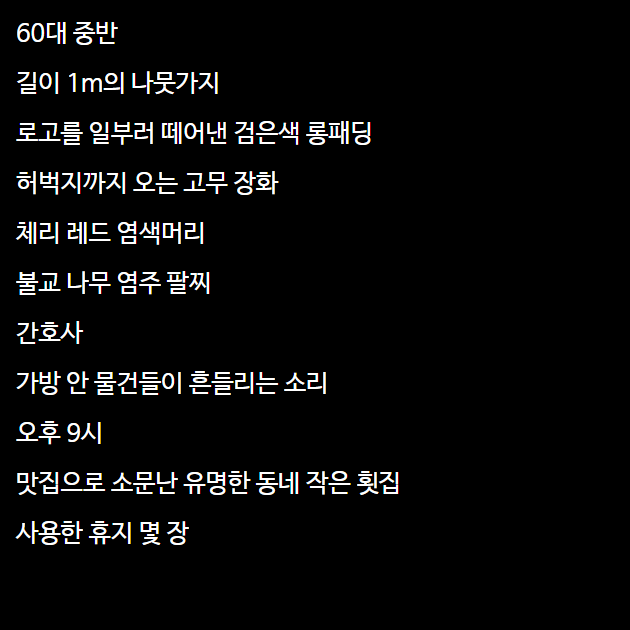 60대 중반
길이 1m의 나뭇가지
로고를 일부러 떼어낸 검은색 롱패딩
허벅지까지 오는 고무 장화
체리 레드 염색머리
불교 나무 염주 팔찌
간호사
가방 안 물건들이 흔들리는 소리
오후 9시
맛집으로 소문난 유명한 동네 작은 횟집
사용한 휴지 몇 장